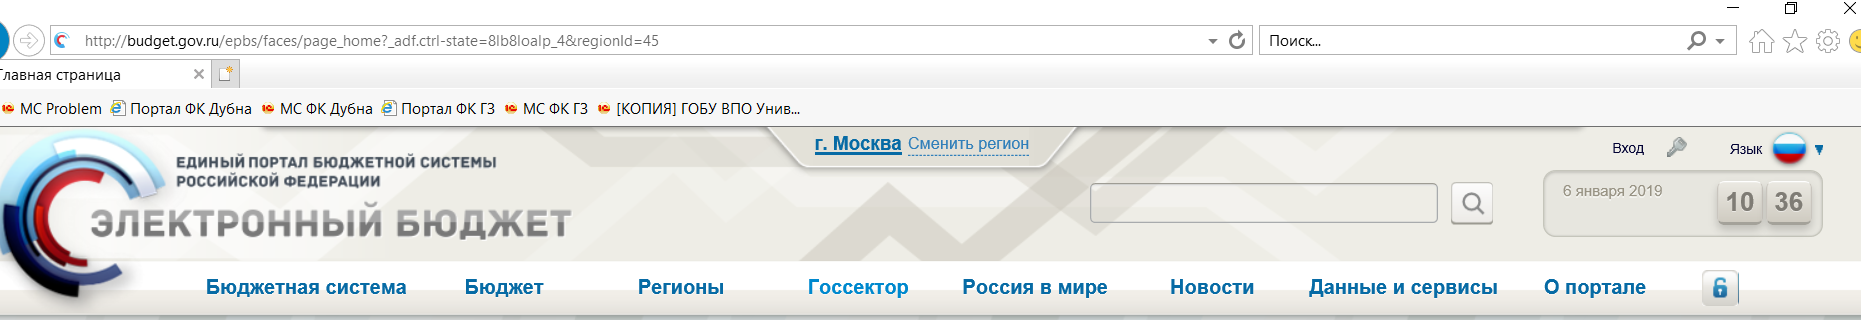 http://budget.gov.ru/epbs/faces/page_home?_adf.ctrl-state=8lb8loalp_4&regionId=45
Поиск...
Главная страница
МС Problem Портал ФК Дубна МС ФК Дубна Портал ФК ГЗ МС ФК ГЗ [КОПИЯ] ГОБУ ВПО Унив...
г. Москва Сменить регион
Вход
Язык
ЕДИНЫЙ ПОРТАЛ БЮДЖЕТНОЙ СИСТЕМЫ
РОССИЙСКОЙ ФЕДЕРАЦИИ
ЭЛЕКТРОННЫЙ БЮДЖЕТ
6 января 2019
10 36
Бюджетная система Бюджет Регионы Госсектор Россия в мире Новости Данные и сервисы О портале